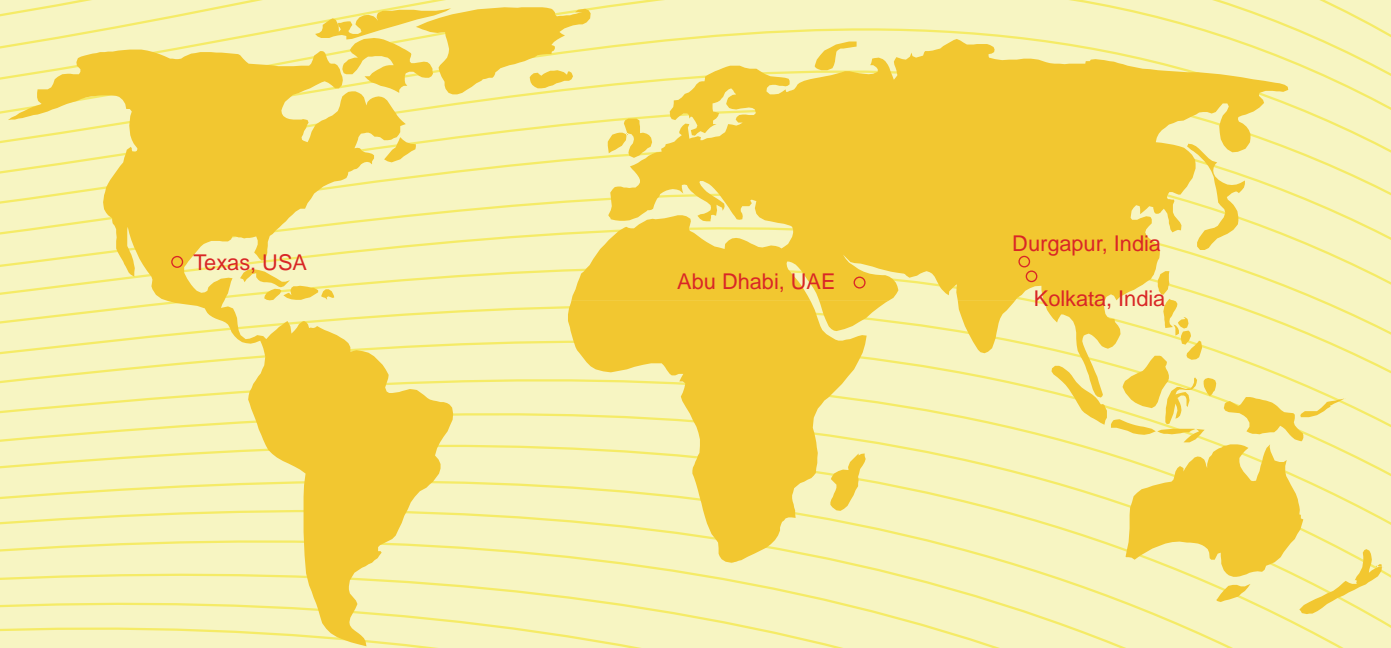 Durgapur, India
Texas, USA
Abu Dhabi, UAE
Kolkata, India